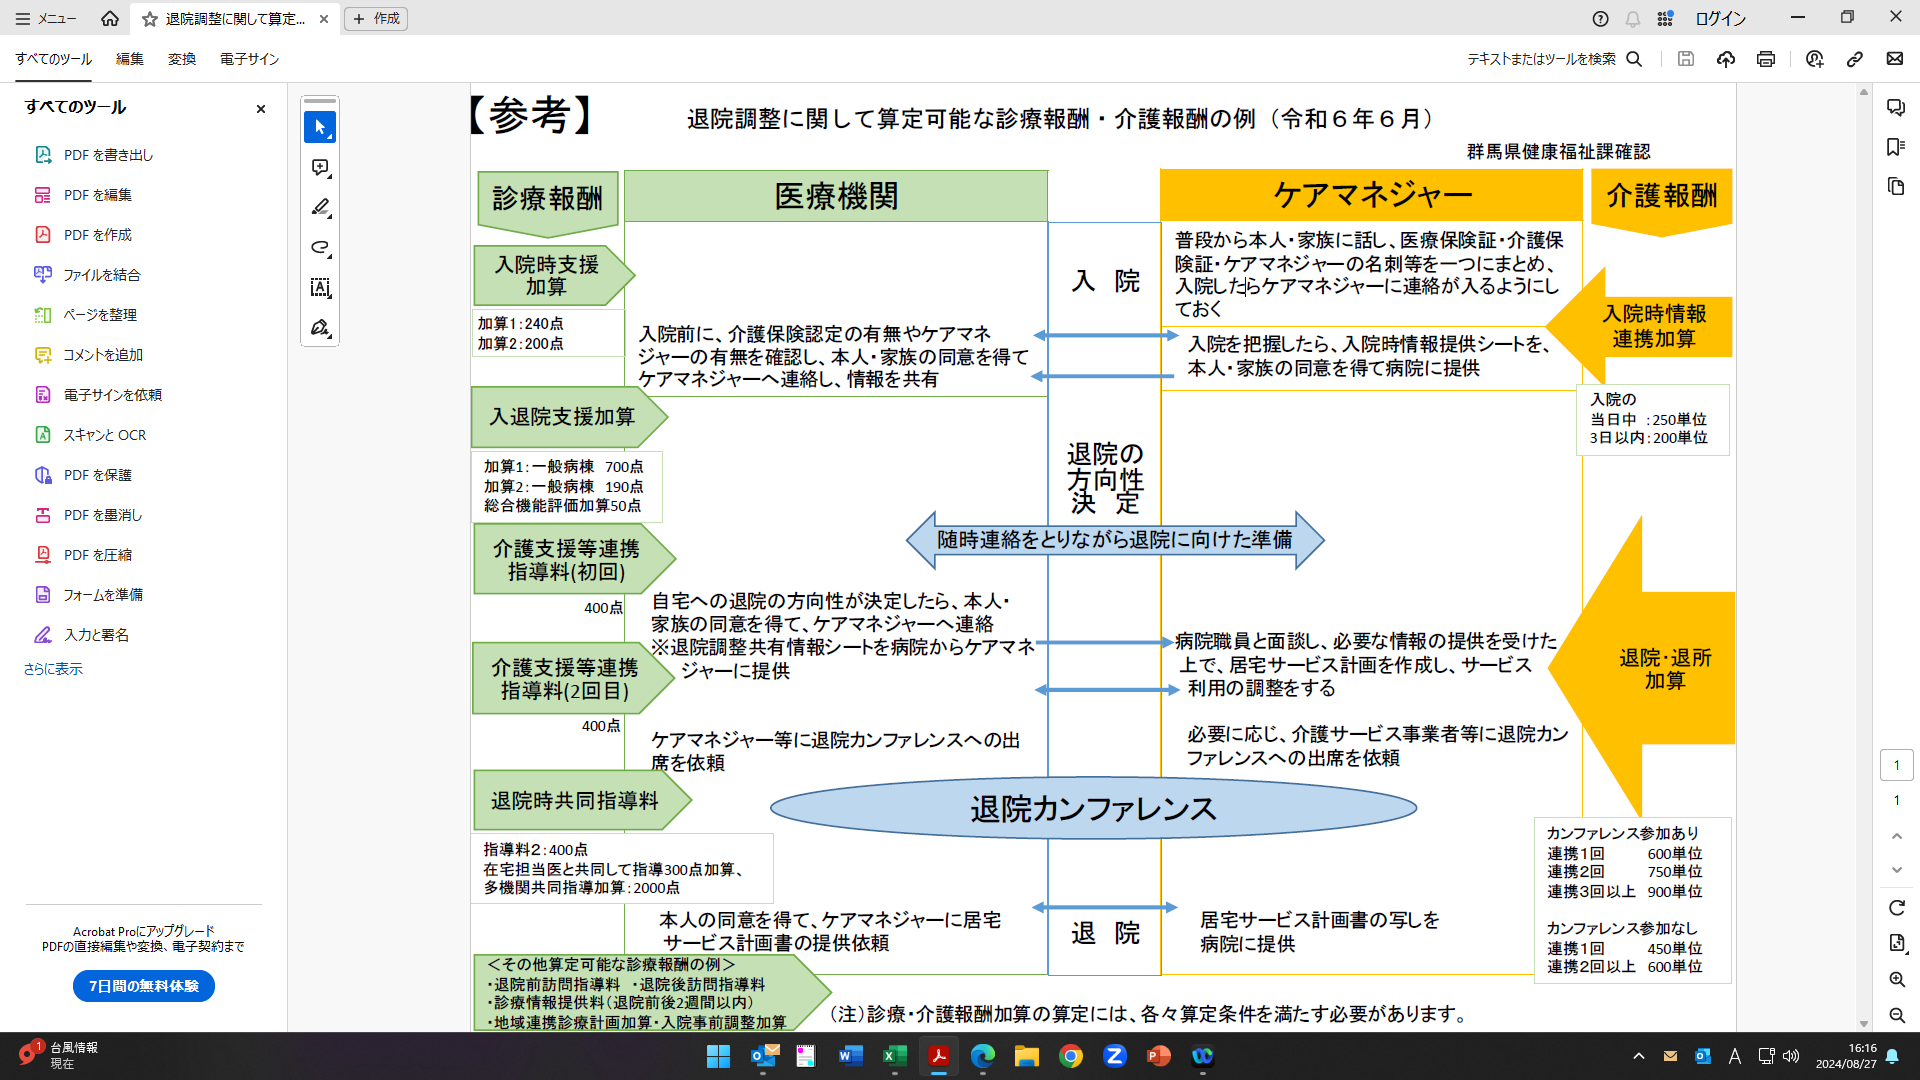 メニュー
退院調整に関して算定...
作成
ログイン
すべてのツール
編集
変換
電子サイン
テキストまたはツールを検索
すべてのツール
PDF を書き出し
PDF を編集
PDF を作成
ファイルを結合
ページを整理
コメントを追加
電子サインを依頼
スキャンと OCR
PDF を保護
PDF を墨消し
PDF を圧縮
フォームを準備
入力と署名
さらに表示
Acrobat Proにアップグレード
PDFの直接編集や変換、電子契約まで
7日間の無料体験
【参考】
退院調整に関して算定可能な診療報酬・介護報酬の例（令和６年６月）
群馬県健康福祉課確認
診療報酬
医療機関
ケアマネジャー
介護報酬
入院時支援
加算
加算1：240点
加算2：200点
入院前に、介護保険認定の有無やケアマネ
ジャーの有無を確認し、本人・家族の同意を得て
ケアマネジャーへ連絡し、情報を共有
入 院
普段から本人・家族に話し、医療保険証・介護保
険証・ケアマネジャーの名刺等を一つにまとめ、
入院したらケアマネジャーに連絡が入るようにし
ておく
入院を把握したら、入院時情報提供シートを、
本人・家族の同意を得て病院に提供
入院時情報
連携加算
入院の
当日中 ：250単位
3日以内：200単位
入退院支援加算
加算1：一般病棟 700点
加算2：一般病棟 190点
総合機能評価加算50点
退院の
方向性
決 定
随時連絡をとりながら退院に向けた準備
介護支援等連携
指導料(初回)
400点
介護支援等連携
指導料(2回目)
400点
自宅への退院の方向性が決定したら、本人・
家族の同意を得て、ケアマネジャーへ連絡
※退院調整共有情報シートを病院からケアマネ
ジャーに提供
病院職員と面談し、必要な情報の提供を受けた
上で、居宅サービス計画を作成し、サービス
利用の調整をする
退院・退所
加算
ケアマネジャー等に退院カンファレンスへの出
席を依頼
必要に応じ、介護サービス事業者等に退院カン
ファレンスへの出席を依頼
退院時共同指導料
退院カンファレンス
指導料２：400点
在宅担当医と共同して指導300点加算、
多機関共同指導加算：2000点
カンファレンス参加あり
連携１回 600単位
連携２回 750単位
連携３回以上 900単位
カンファレンス参加なし
連携１回 450単位
連携２回以上 600単位
本人の同意を得て、ケアマネジャーに居宅
サービス計画書の提供依頼
退 院
居宅サービス計画書の写しを
病院に提供
＜その他算定可能な診療報酬の例＞
・退院前訪問指導料 ・退院後訪問指導料
・診療情報提供料（退院前後2週間以内）
・地域連携診療計画加算・入院事前調整加算
（注）診療・介護報酬加算の算定には、各々算定条件を満たす必要があります。
1
1
1
台風情報
現在
A
16:16
2024/08/27